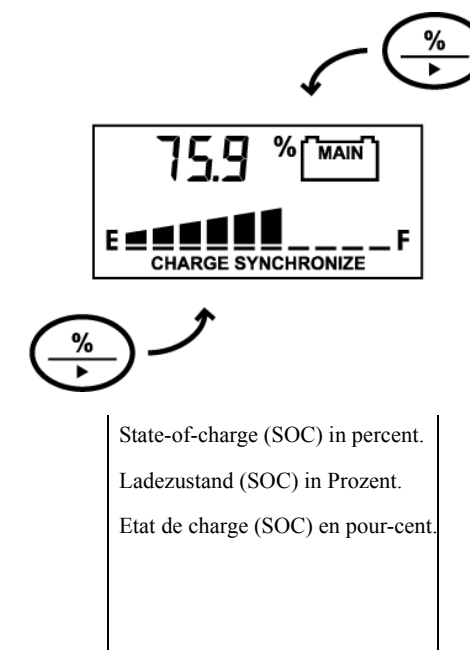 %
▶
75.9 % MAIN
E F
CHARGE SYNCHRONIZE
%
▶
State-of-charge (SOC) in percent.
Ladezustand (SOC) in Prozent.
Etat de charge (SOC) en pour-cent.